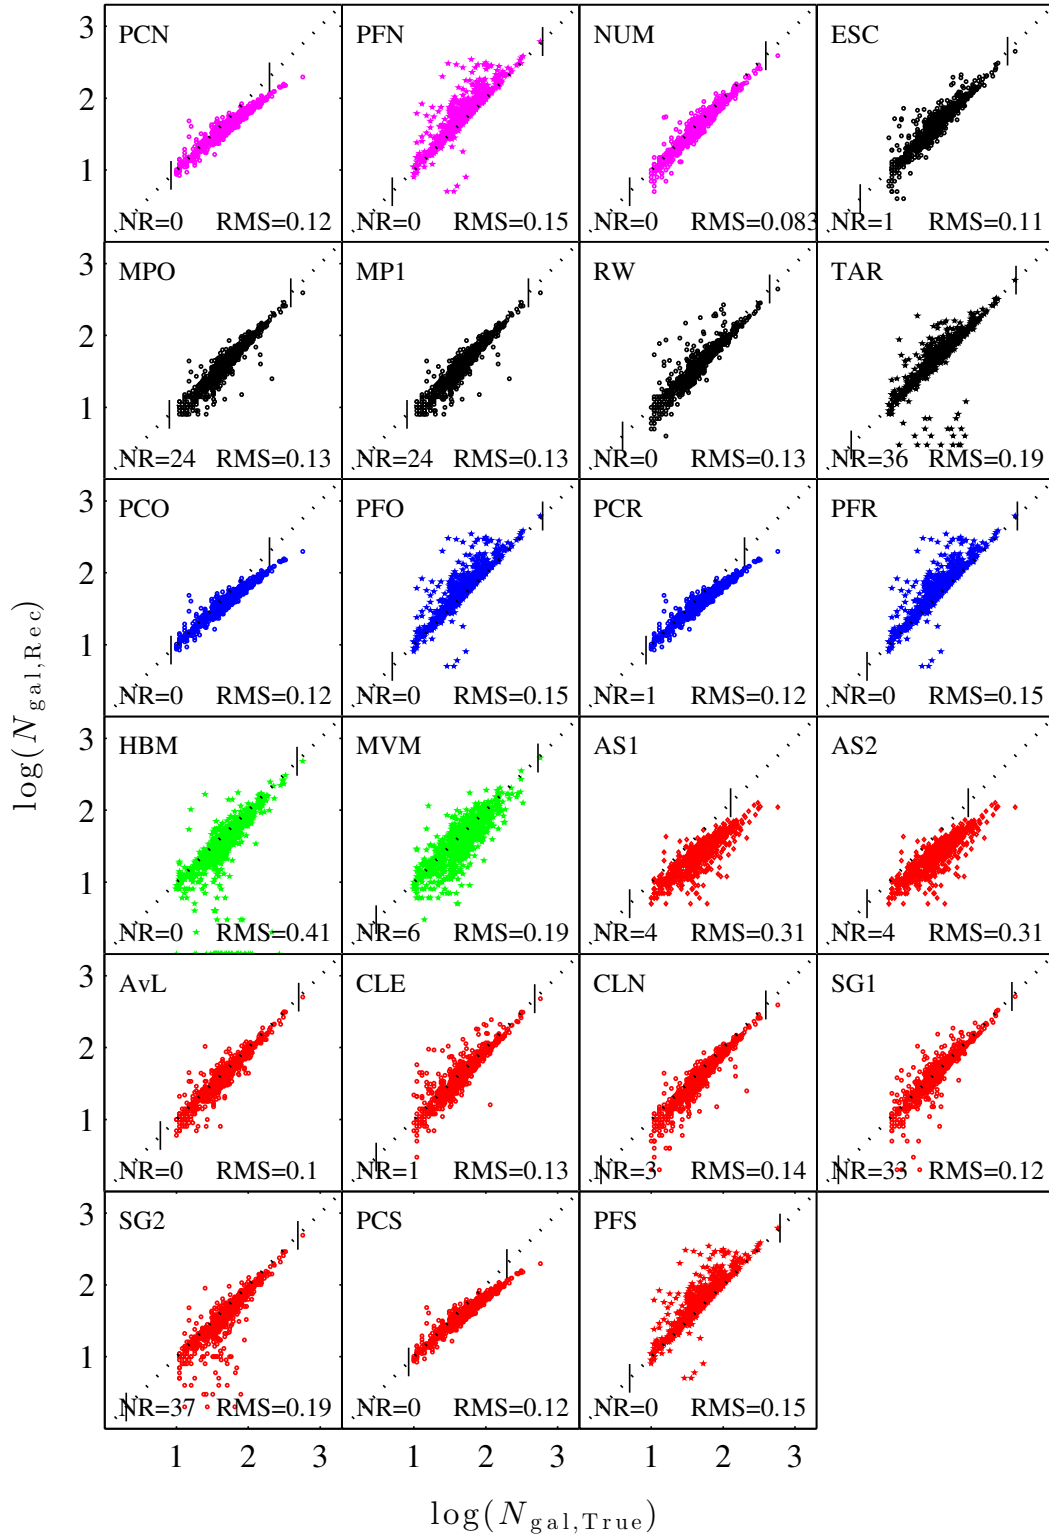 log(N_gal,Rec)
3
PCN
PFN
NUM
ESC
2
1
NR=0 RMS=0.12
NR=0 RMS=0.15
NR=0 RMS=0.083
NR=1 RMS=0.11
3
MPO
MP1
RW
TAR
2
1
NR=24 RMS=0.13
NR=24 RMS=0.13
NR=0 RMS=0.13
NR=36 RMS=0.19
3
PCO
PFO
PCR
PFR
2
1
NR=0 RMS=0.12
NR=0 RMS=0.15
NR=1 RMS=0.12
NR=0 RMS=0.15
3
HBM
MVM
AS1
AS2
2
1
NR=0 RMS=0.41
NR=6 RMS=0.19
NR=4 RMS=0.31
NR=4 RMS=0.31
3
AvL
CLE
CLN
SG1
2
1
NR=0 RMS=0.1
NR=1 RMS=0.13
NR=3 RMS=0.14
NR=33 RMS=0.12
3
SG2
PCS
PFS
2
1
NR=37 RMS=0.19
NR=0 RMS=0.12
NR=0 RMS=0.15
1 2 3 1 2 3 1 2 3
log(N_gal,True)